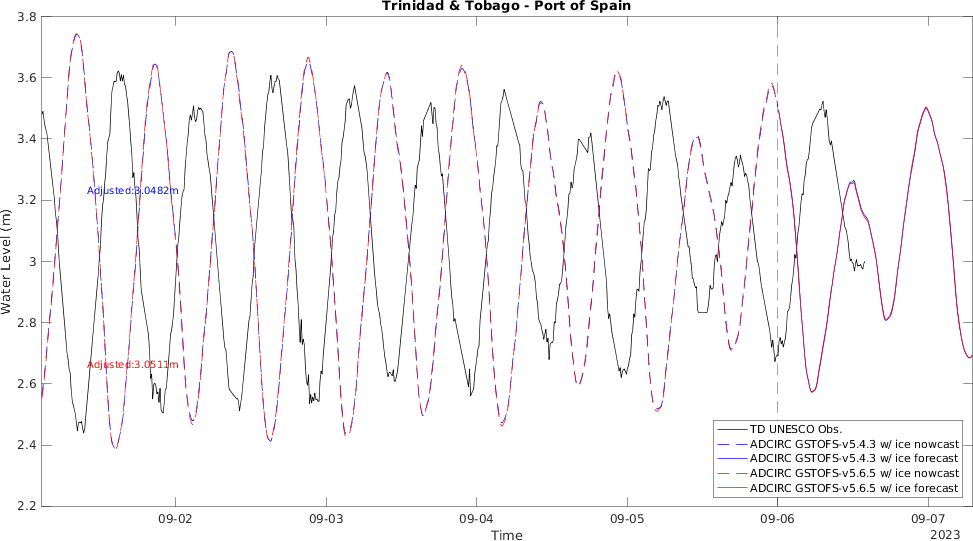 Trinidad & Tobago - Port of Spain
3.8
3.6
3.4
3.2
3
2.8
2.6
2.4
2.2
Water Level (m)
Adjusted:3.0482m
Adjusted:3.0511m
TD UNESCO Obs.
ADCIRC GSTOFS-v5.4.3 w/ ice nowcast
ADCIRC GSTOFS-v5.4.3 w/ ice forecast
ADCIRC GSTOFS-v5.6.5 w/ ice nowcast
ADCIRC GSTOFS-v5.6.5 w/ ice forecast
09-02 09-03 09-04 09-05 09-06 09-07
Time
2023